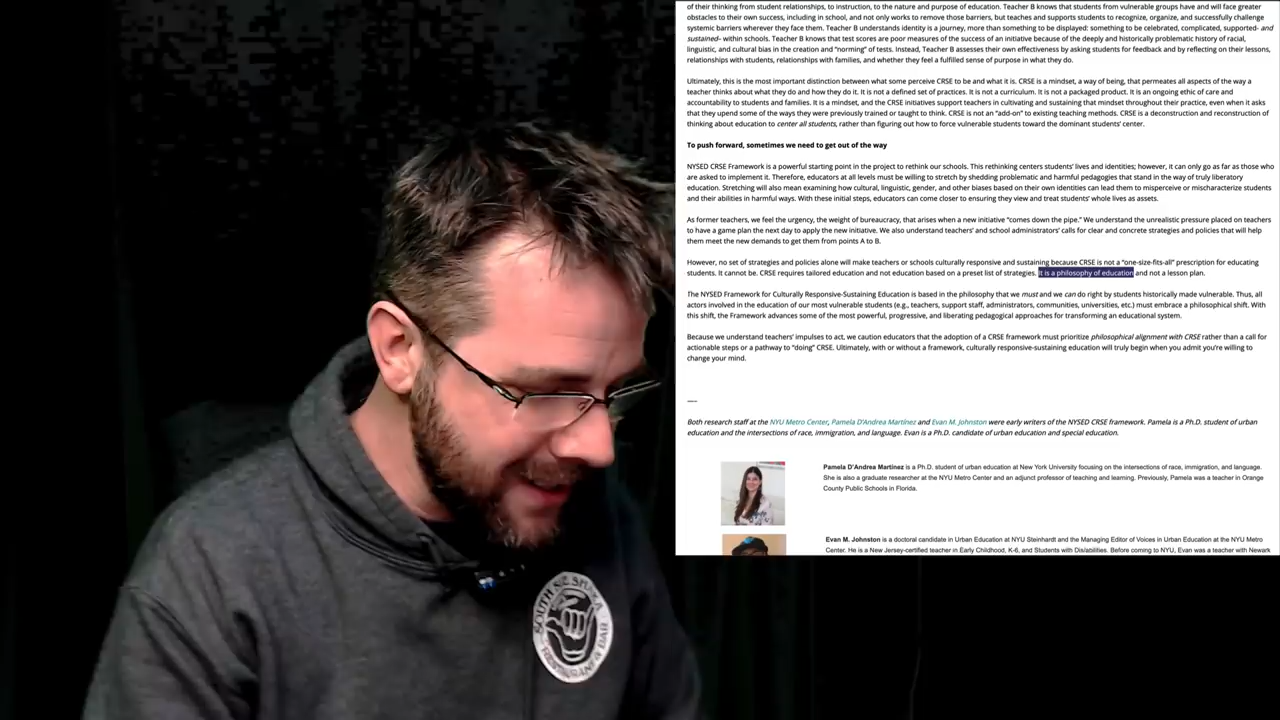 of their thinking from student relationships, to instruction, to the nature and purpose of education. Teacher B knows that students from vulnerable groups have and will face greater
obstacles to their own success, including in school, and not only works to remove those barriers, but teaches and supports students to recognize, organize, and successfully challenge
systemic barriers wherever they face them. Teacher B understands identity is a journey, more than something to be displayed: something to be celebrated, complicated, supported- and
sustained- within schools. Teacher B knows that test scores are poor measures of the success of an initiative because of the deeply and historically problematic history of racial,
linguistic, and cultural bias in the creation and “norming” of tests. Instead, Teacher B assesses their own effectiveness by asking students for feedback and by reflecting on their lessons,
relationships with students, relationships with families, and whether they feel a fulfilled sense of purpose in what they do.
Ultimately, this is the most important distinction between what some perceive CRSE to be and what it is. CRSE is a mindset, a way of being, that permeates all aspects of the way a
teacher thinks about what they do and how they do it. It is not a defined set of practices. It is not a curriculum. It is not a packaged product. It is an ongoing ethic of care and
accountability to students and families. It is a mindset, and the CRSE initiatives support teachers in cultivating and sustaining that mindset throughout their practice, even when it asks
that they upend some of the ways they were previously trained or taught to think. CRSE is not an “add-on” to existing teaching methods. CRSE is a deconstruction and reconstruction of
thinking about education to center all students, rather than figuring out how to force vulnerable students toward the dominant students’ center.
To push forward, sometimes we need to get out of the way
NYSED CRSE Framework is a powerful starting point in the project to rethink our schools. This rethinking centers students’ lives and identities; however, it can only go as far as those who
are asked to implement it. Therefore, educators at all levels must be willing to stretch by shedding problematic and harmful pedagogies that stand in the way of truly liberatory
education. Stretching will also mean examining how cultural, linguistic, gender, and other biases based on their own identities can lead them to misperceive or mischaracterize students
and their abilities in harmful ways. With these initial steps, educators can come closer to ensuring they view and treat students’ whole lives as assets.
As former teachers, we feel the urgency, the weight of bureaucracy, that arises when a new initiative “comes down the pipe.” We understand the unrealistic pressure placed on teachers
to have a game plan the next day to apply the new initiative. We also understand teachers’ and school administrators’ calls for clear and concrete strategies and policies that will help
them meet the new demands to get them from points A to B.
However, no set of strategies and policies alone will make teachers or schools culturally responsive and sustaining because CRSE is not a “one-size-fits-all” prescription for educating
students. It cannot be. CRSE requires tailored education and not education based on a preset list of strategies. It is a philosophy of education and not a lesson plan.
The NYSED Framework for Culturally Responsive-Sustaining Education is based in the philosophy that we must and we can do right by students historically made vulnerable. Thus, all
actors involved in the education of our most vulnerable students (e.g., teachers, support staff, administrators, communities, universities, etc.) must embrace a philosophical shift. With
this shift, the Framework advances some of the most powerful, progressive, and liberating pedagogical approaches for transforming an educational system.
Because we understand teachers’ impulses to act, we caution educators that the adoption of a CRSE framework must prioritize philosophical alignment with CRSE rather than a call for
actionable steps or a pathway to “doing” CRSE. Ultimately, with or without a framework, culturally responsive-sustaining education will truly begin when you admit you’re willing to
change your mind.
Both research staff at the NYU Metro Center, Pamela D’Andrea Martínez and Evan M. Johnston were early writers of the NYSED CRSE framework. Pamela is a Ph.D. student of urban
education and the intersections of race, immigration, and language. Evan is a Ph.D. candidate of urban education and special education.
Pamela D’Andrea Martinez is a Ph.D. student of urban education at New York University focusing on the intersections of race, immigration, and language.
She is also a graduate researcher at the NYU Metro Center and an adjunct professor of teaching and learning. Previously, Pamela was a teacher in Orange
County Public Schools in Florida.
Evan M. Johnston is a doctoral candidate in Urban Education at NYU Steinhardt and the Managing Editor of Voices in Urban Education at the NYU Metro
Center. He is a New Jersey-certified teacher in Early Childhood, K-6, and Students with Dis/abilities. Before coming to NYU, Evan was a teacher with Newark
SOUTH
SHAKA
RESTAURANT
BAR